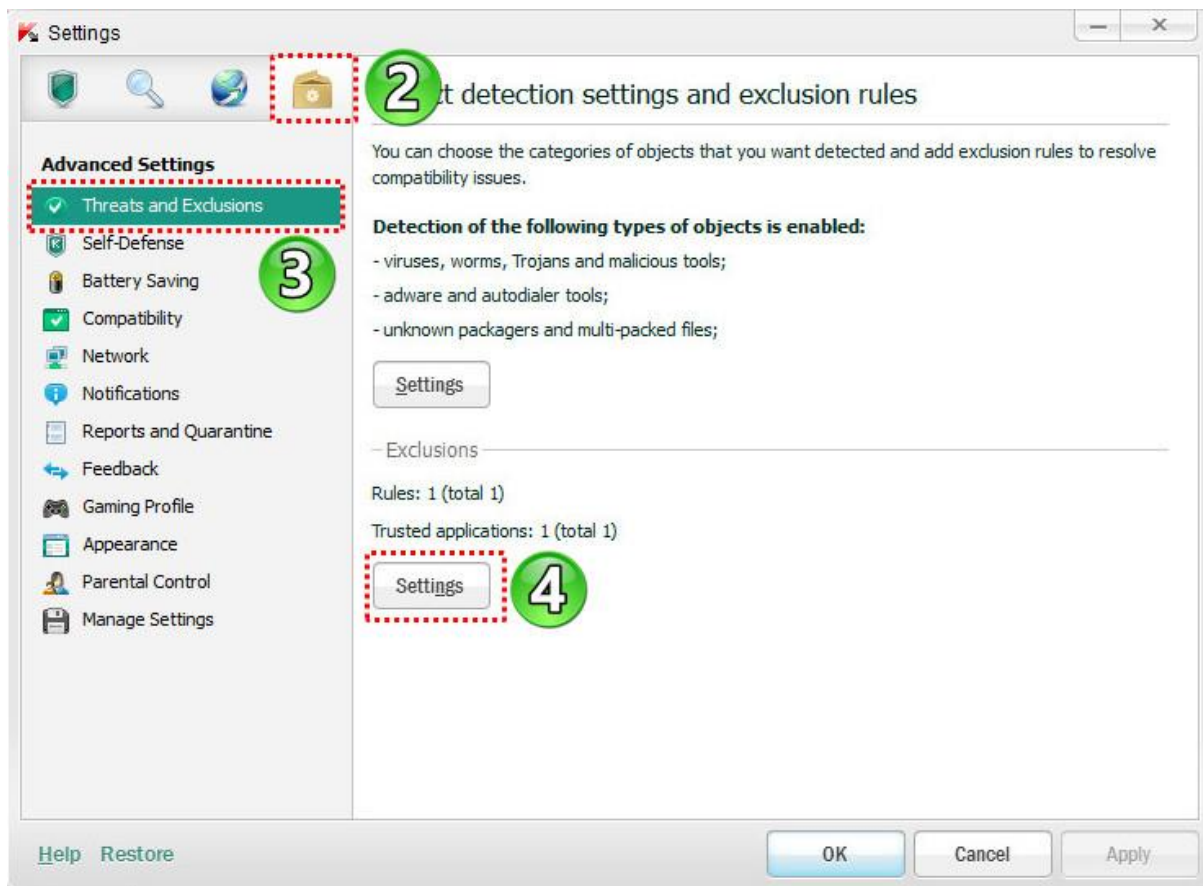 Settings
2
t detection settings and exclusion rules
You can choose the categories of objects that you want detected and add exclusion rules to resolve
compatibility issues.
Advanced Settings
Threats and Exclusions
3
Self-Defense
Battery Saving
Compatibility
Network
Notifications
Reports and Quarantine
Feedback
Gaming Profile
Appearance
Parental Control
Manage Settings
Detection of the following types of objects is enabled:
- viruses, worms, Trojans and malicious tools;
- adware and autodialer tools;
- unknown packagers and multi-packed files;
Settings
Exclusions
Rules: 1 (total 1)
Trusted applications: 1 (total 1)
Settings
4
Help Restore
OK Cancel Apply